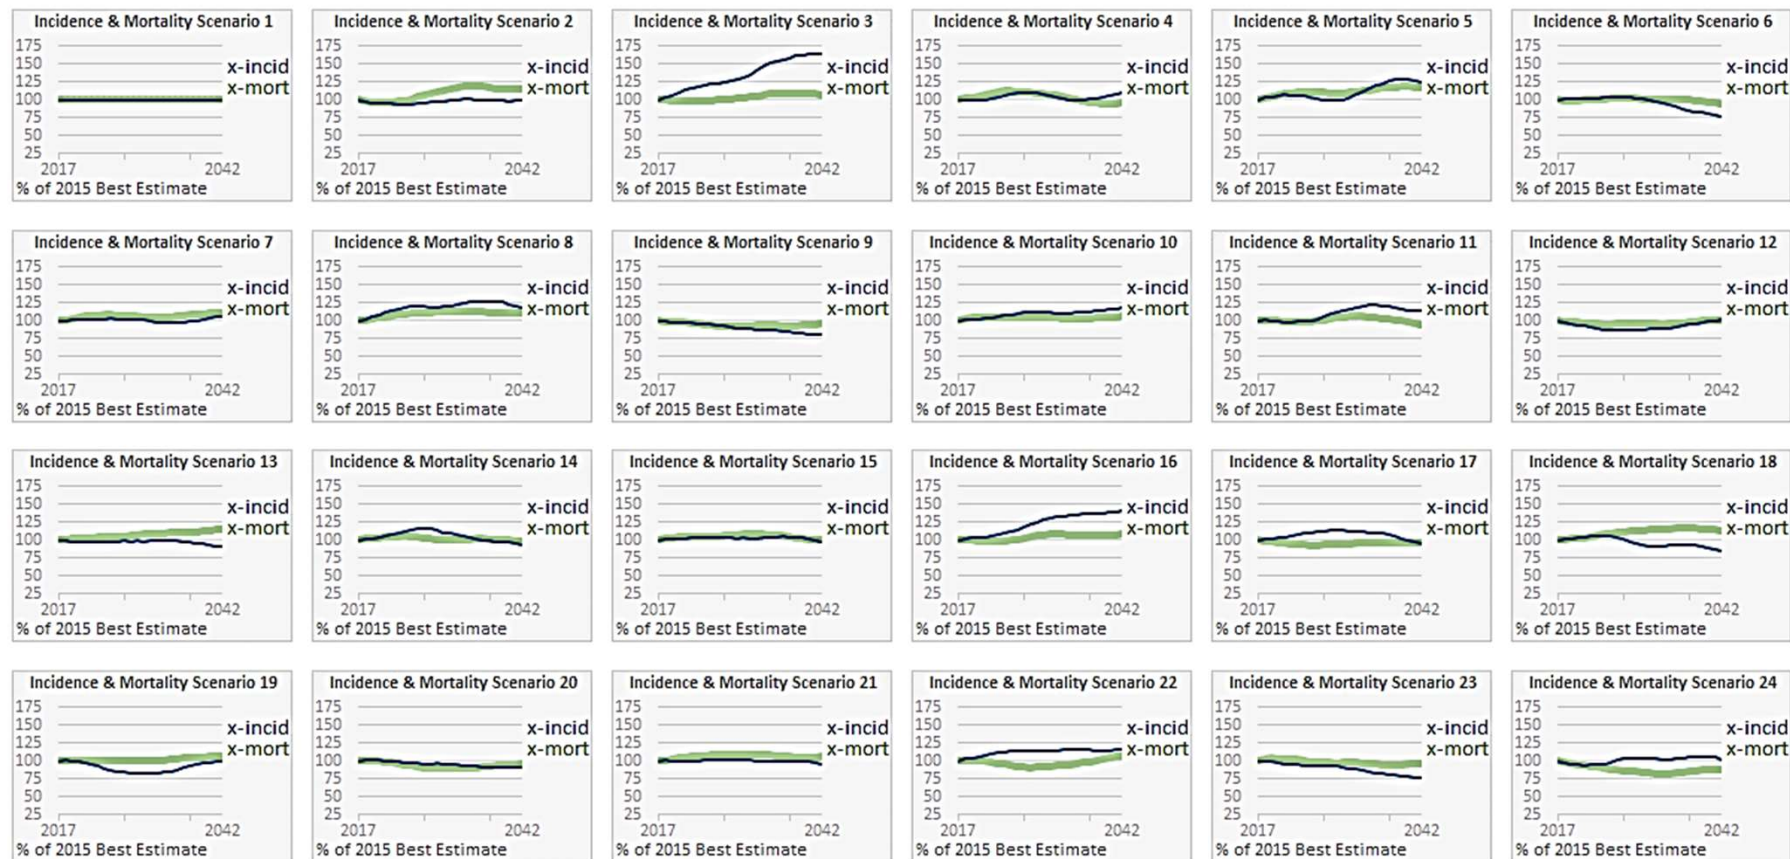 Incidence & Mortality Scenario 1
175
150
125
100
75
50
25
x-incid
x-mort
2017 2042
% of 2015 Best Estimate
Incidence & Mortality Scenario 2
175
150
125
100
75
50
25
x-incid
x-mort
2017 2042
% of 2015 Best Estimate
Incidence & Mortality Scenario 3
175
150
125
100
75
50
25
x-incid
x-mort
2017 2042
% of 2015 Best Estimate
Incidence & Mortality Scenario 4
175
150
125
100
75
50
25
x-incid
x-mort
2017 2042
% of 2015 Best Estimate
Incidence & Mortality Scenario 5
175
150
125
100
75
50
25
x-incid
x-mort
2017 2042
% of 2015 Best Estimate
Incidence & Mortality Scenario 6
175
150
125
100
75
50
25
x-incid
x-mort
2017 2042
% of 2015 Best Estimate
Incidence & Mortality Scenario 7
175
150
125
100
75
50
25
x-incid
x-mort
2017 2042
% of 2015 Best Estimate
Incidence & Mortality Scenario 8
175
150
125
100
75
50
25
x-incid
x-mort
2017 2042
% of 2015 Best Estimate
Incidence & Mortality Scenario 9
175
150
125
100
75
50
25
x-incid
x-mort
2017 2042
% of 2015 Best Estimate
Incidence & Mortality Scenario 10
175
150
125
100
75
50
25
x-incid
x-mort
2017 2042
% of 2015 Best Estimate
Incidence & Mortality Scenario 11
175
150
125
100
75
50
25
x-incid
x-mort
2017 2042
% of 2015 Best Estimate
Incidence & Mortality Scenario 12
175
150
125
100
75
50
25
x-incid
x-mort
2017 2042
% of 2015 Best Estimate
Incidence & Mortality Scenario 13
175
150
125
100
75
50
25
x-incid
x-mort
2017 2042
% of 2015 Best Estimate
Incidence & Mortality Scenario 14
175
150
125
100
75
50
25
x-incid
x-mort
2017 2042
% of 2015 Best Estimate
Incidence & Mortality Scenario 15
175
150
125
100
75
50
25
x-incid
x-mort
2017 2042
% of 2015 Best Estimate
Incidence & Mortality Scenario 16
175
150
125
100
75
50
25
x-incid
x-mort
2017 2042
% of 2015 Best Estimate
Incidence & Mortality Scenario 17
175
150
125
100
75
50
25
x-incid
x-mort
2017 2042
% of 2015 Best Estimate
Incidence & Mortality Scenario 18
175
150
125
100
75
50
25
x-incid
x-mort
2017 2042
% of 2015 Best Estimate
Incidence & Mortality Scenario 19
175
150
125
100
75
50
25
x-incid
x-mort
2017 2042
% of 2015 Best Estimate
Incidence & Mortality Scenario 20
175
150
125
100
75
50
25
x-incid
x-mort
2017 2042
% of 2015 Best Estimate
Incidence & Mortality Scenario 21
175
150
125
100
75
50
25
x-incid
x-mort
2017 2042
% of 2015 Best Estimate
Incidence & Mortality Scenario 22
175
150
125
100
75
50
25
x-incid
x-mort
2017 2042
% of 2015 Best Estimate
Incidence & Mortality Scenario 23
175
150
125
100
75
50
25
x-incid
x-mort
2017 2042
% of 2015 Best Estimate
Incidence & Mortality Scenario 24
175
150
125
100
75
50
25
x-incid
x-mort
2017 2042
% of 2015 Best Estimate